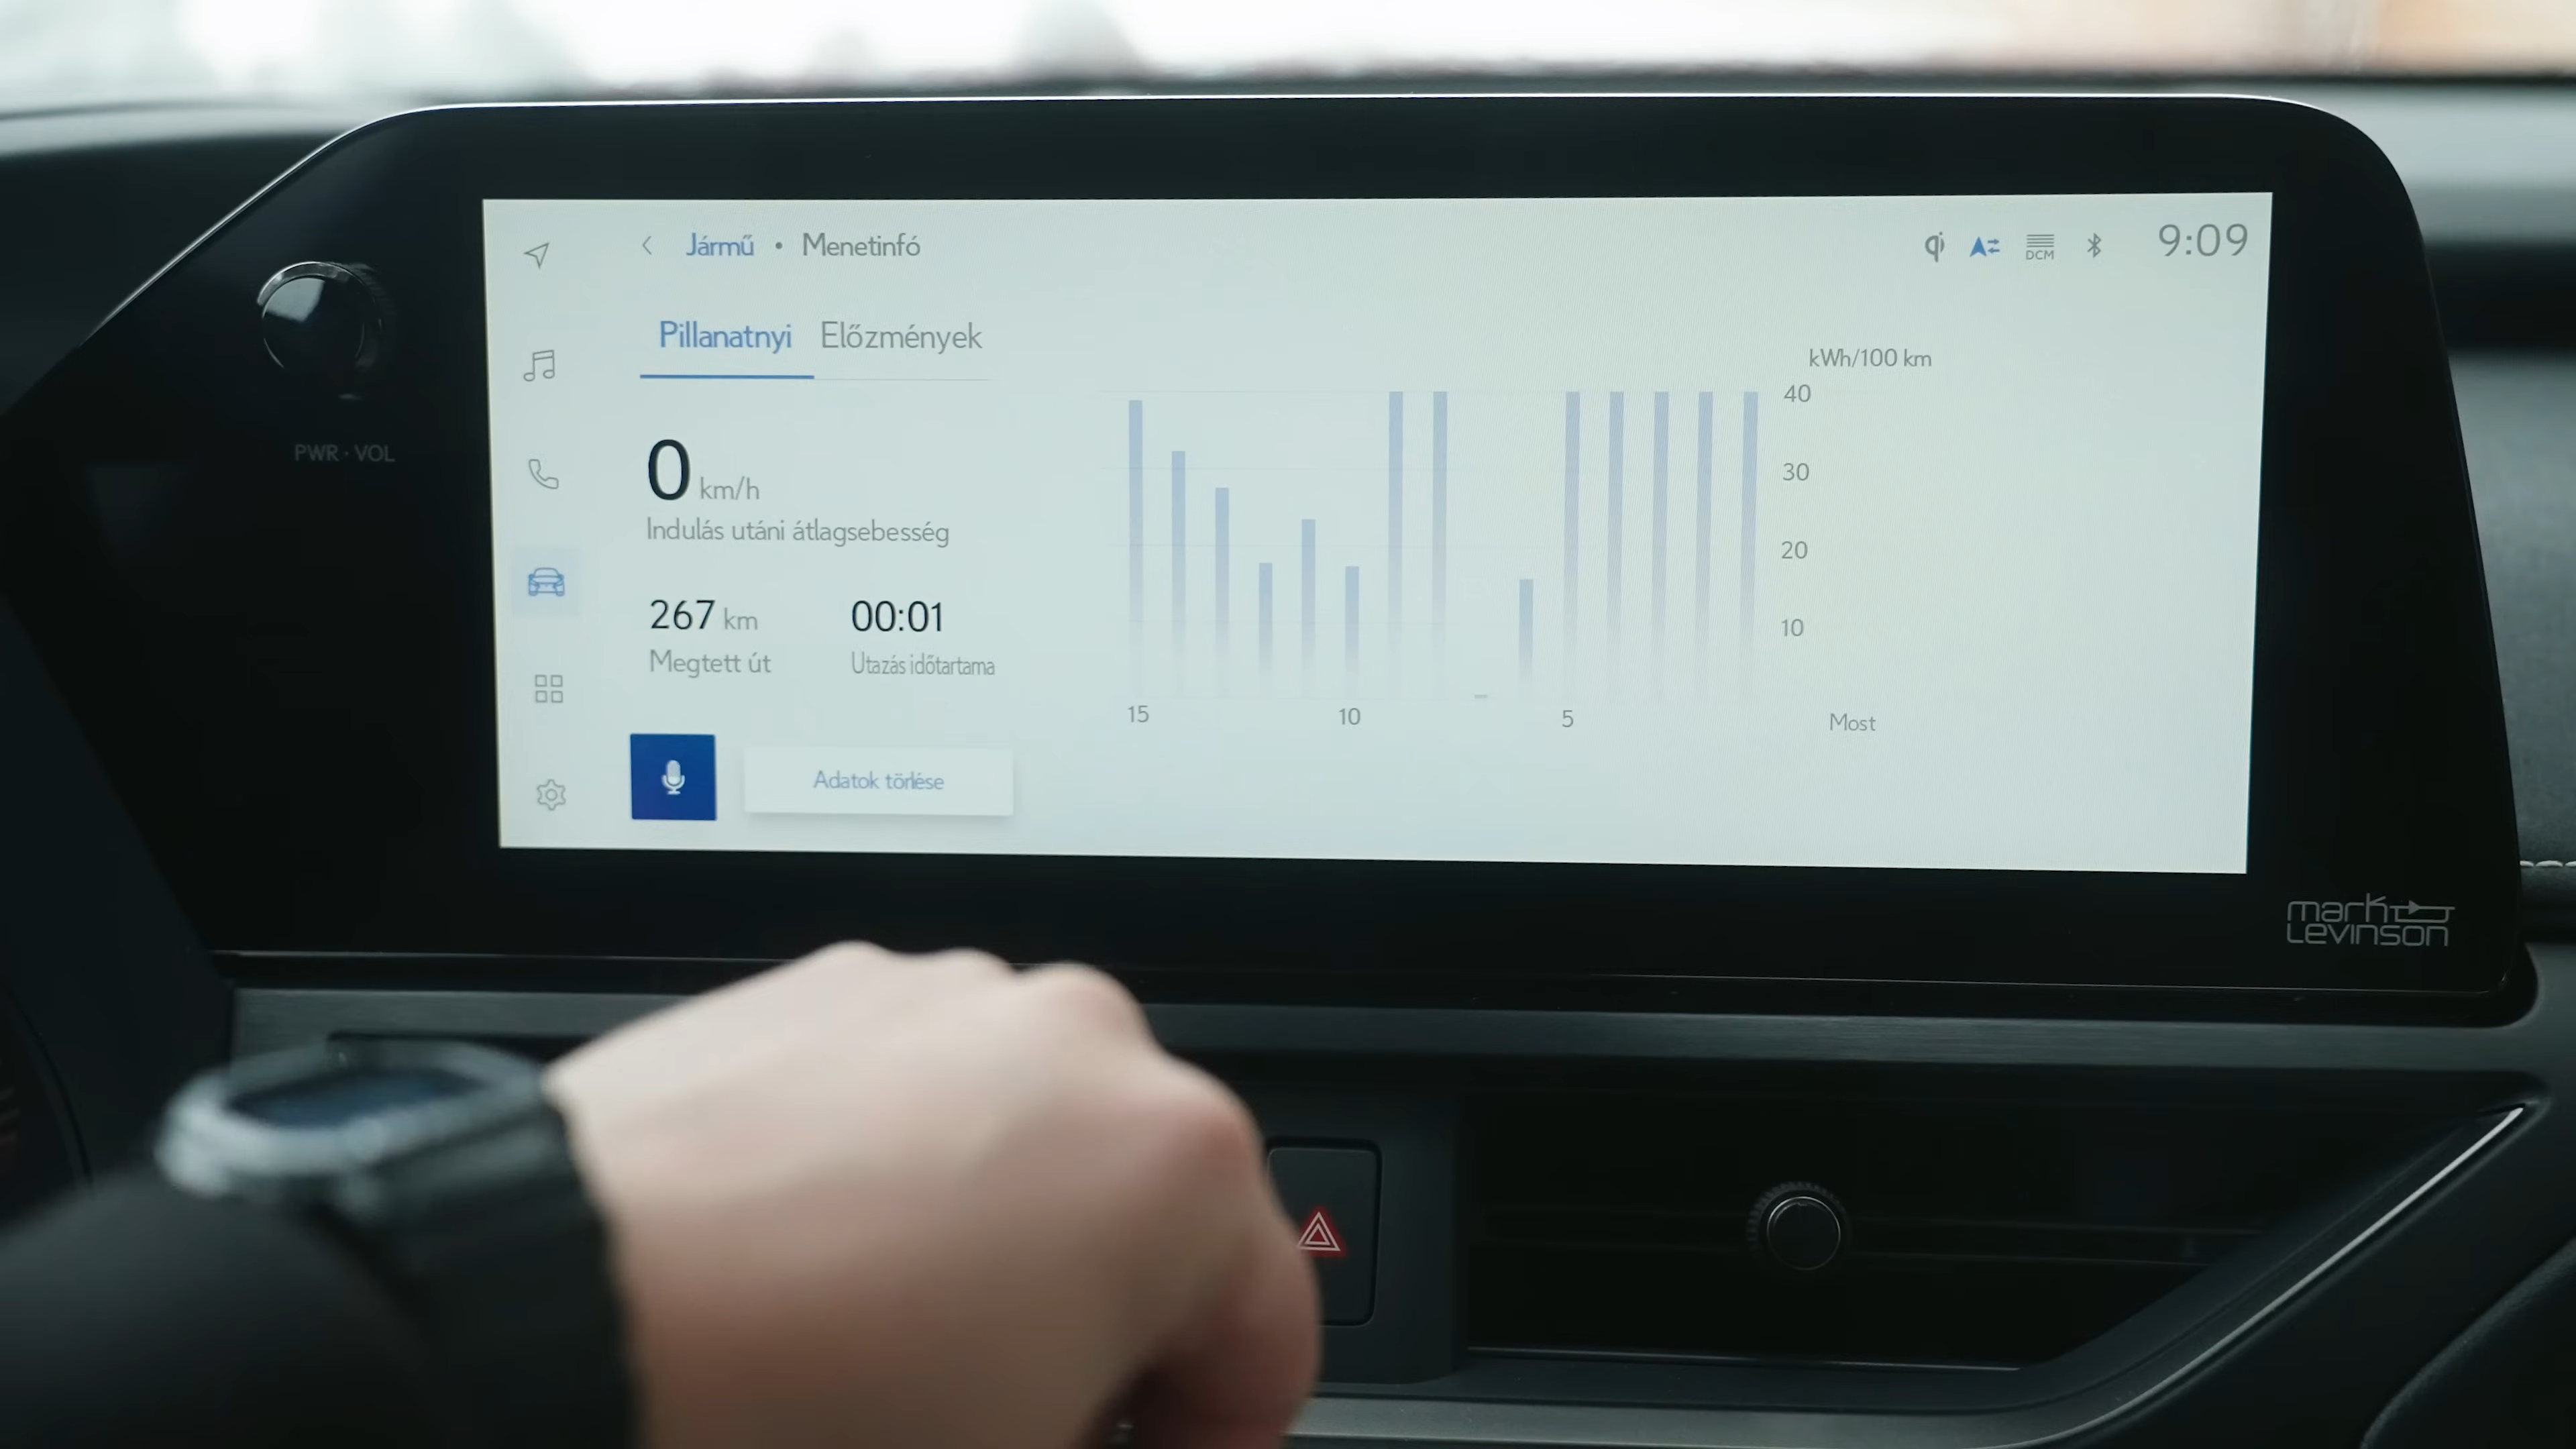 Jármű • Menetinfó
qi
A
DCM
9:09
Pillanatnyi Előzmények
PWR · VOL
0 km/h
Indulás utáni átlagsebesség
267 km 00:01
Megtett út Utazás időtartama
Adatok törlése
kWh/100 km
40
30
20
10
15 10 5 Most
mark
Levinson